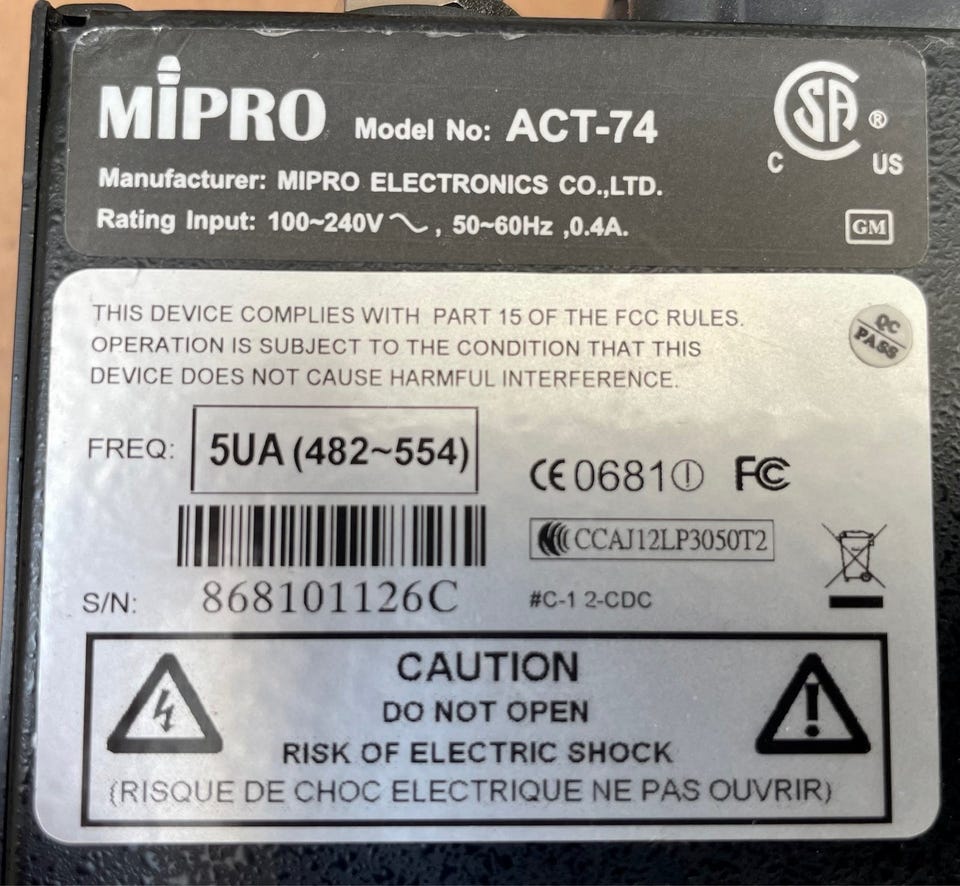 MIPRO Model No: ACT-74
CSA ®
C US
Manufacturer: MIPRO ELECTRONICS CO.,LTD.
Rating Input: 100~240V ∿, 50~60Hz ,0.4A.
GM
THIS DEVICE COMPLIES WITH PART 15 OF THE FCC RULES.
OPERATION IS SUBJECT TO THE CONDITION THAT THIS
DEVICE DOES NOT CAUSE HARMFUL INTERFERENCE.
QC
PASS
FREQ: 5UA (482~554)
CE0681 FC
CCAJ12LP3050T2
S/N: 868101126C
#C-1 2-CDC
CAUTION
DO NOT OPEN
RISK OF ELECTRIC SHOCK
(RISQUE DE CHOC ELECTRIQUE NE PAS OUVRIR)